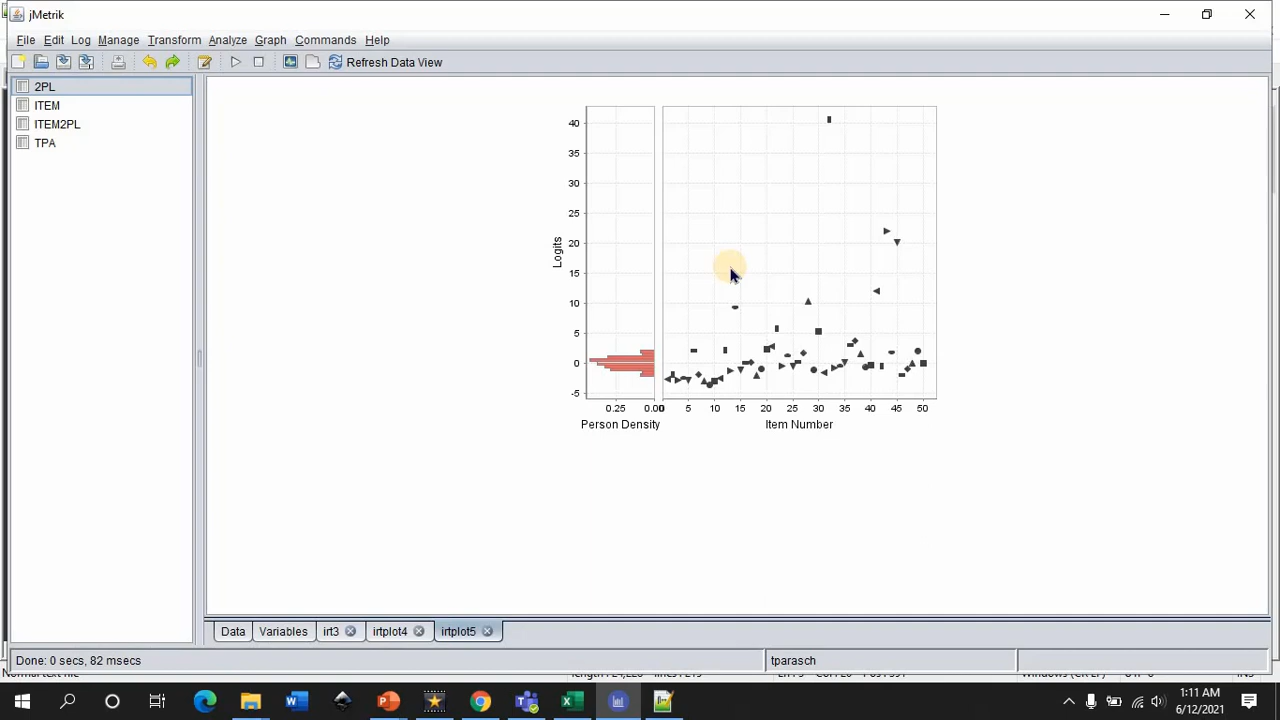 jMetrik
File Edit Log Manage Transform Analyze Graph Commands Help
Refresh Data View
2PL
ITEM
ITEM2PL
TPA
40
35
30
25
20
15
10
5
0
-5
Logits
0.25 0.00
Person Density
0 5 10 15 20 25 30 35 40 45 50
Item Number
Data Variables irt3 irtplot4 irtplot5
Done: 0 secs, 82 msecs
tparasch
1:11 AM
6/12/2021